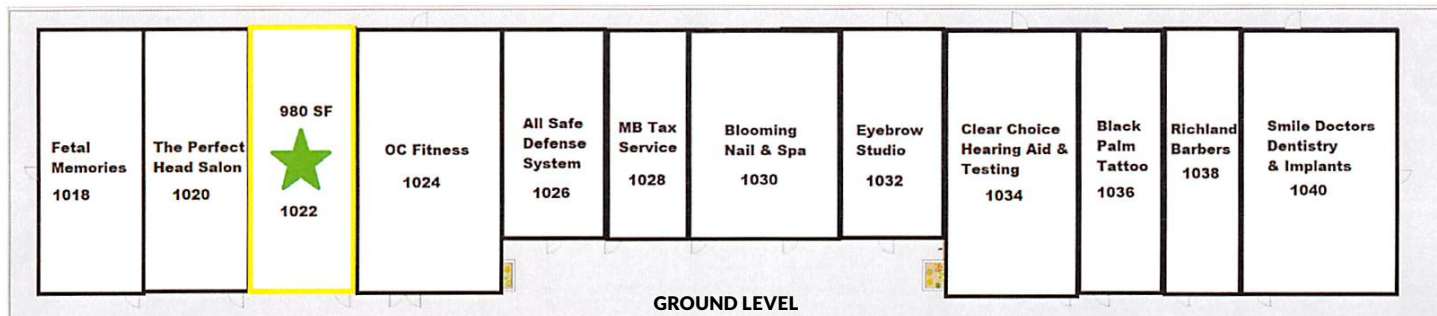 Fetal
Memories
1018
The Perfect
Head Salon
1020
980 SF
1022
OC Fitness
1024
All Safe
Defense
System
1026
MB Tax
Service
1028
Blooming
Nail & Spa
1030
Eyebrow
Studio
1032
Clear Choice
Hearing Aid &
Testing
1034
Black
Palm
Tattoo
1036
Richland
Barbers
1038
Smile Doctors
Dentistry
& Implants
1040
GROUND LEVEL